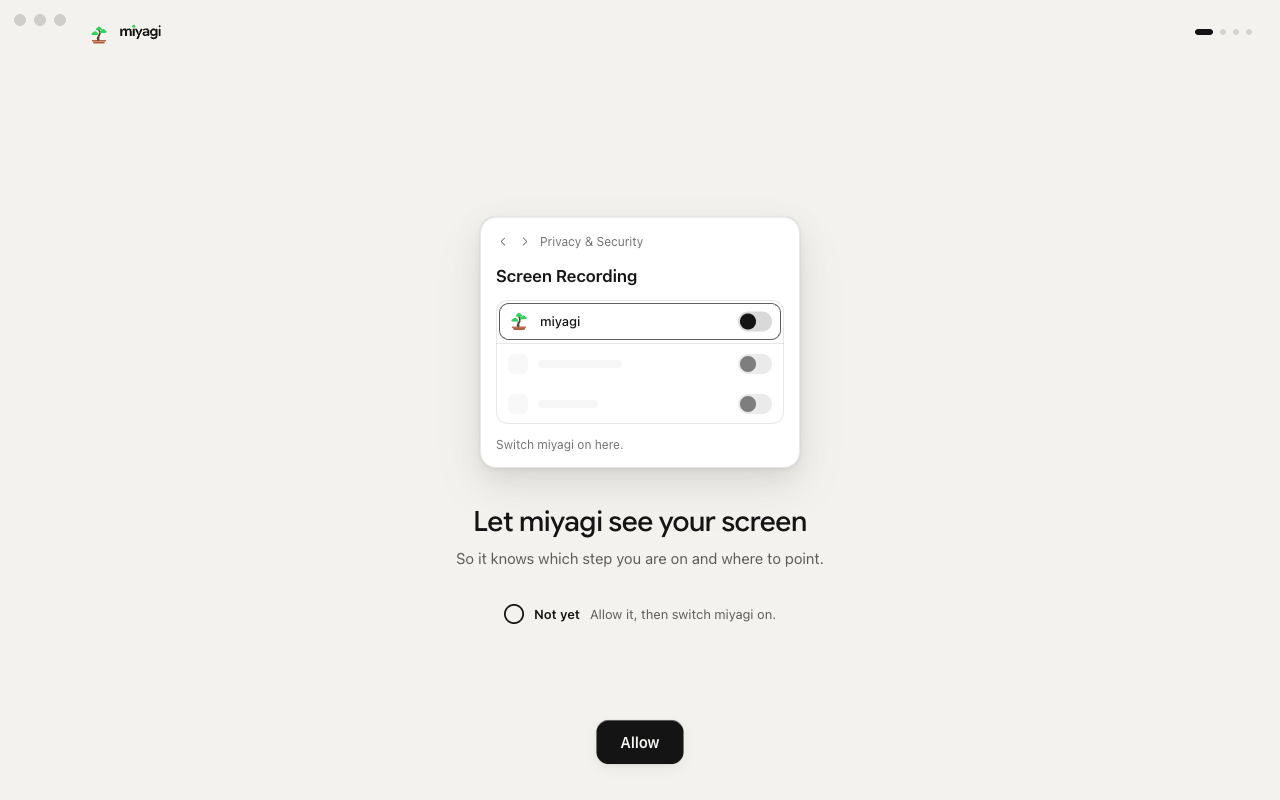 miyagi
Privacy & Security
Screen Recording
miyagi
Switch miyagi on here.
Let miyagi see your screen
So it knows which step you are on and where to point.
Not yet Allow it, then switch miyagi on.
Allow